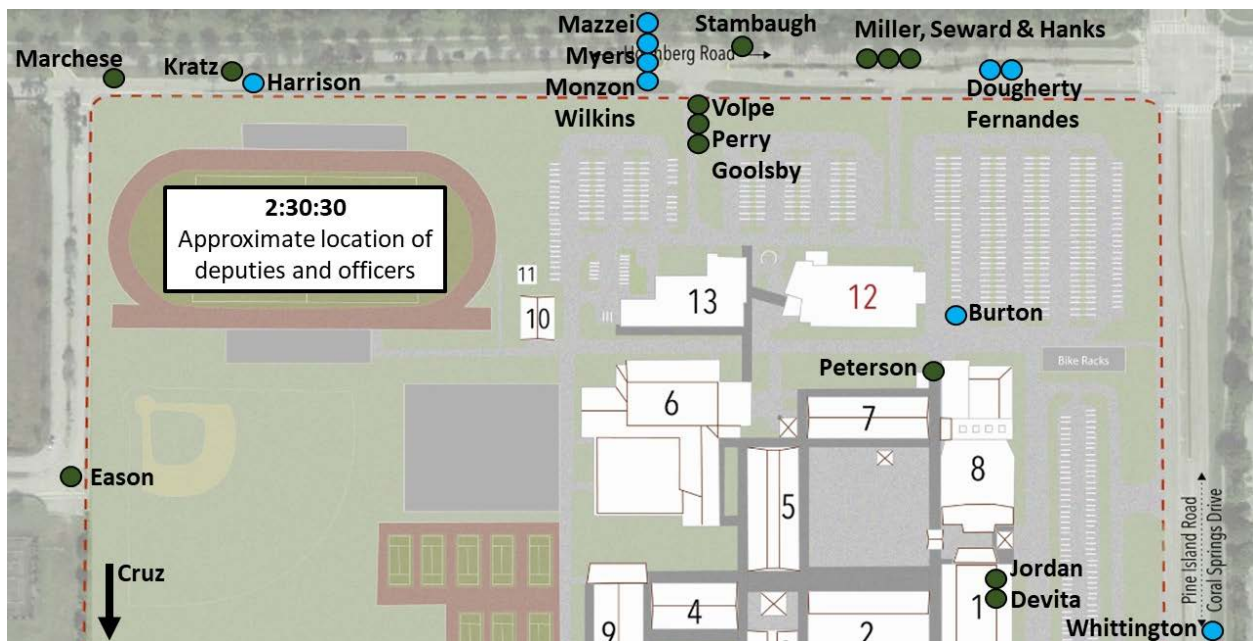 Mazzei
Myers
Monzon
Wilkins
Stambaugh
Holmberg Road
Miller, Seward & Hanks
Marchese
Kratz
Harrison
Volpe
Perry
Goolsby
Dougherty
Fernandes
2:30:30
Approximate location of
deputies and officers
11
10
13
12
Burton
Bike Racks
Peterson
6
7
8
5
Eason
Cruz
Pine Island Road
Coral Springs Drive
Jordan
Devita
9
4
2
1
Whittington